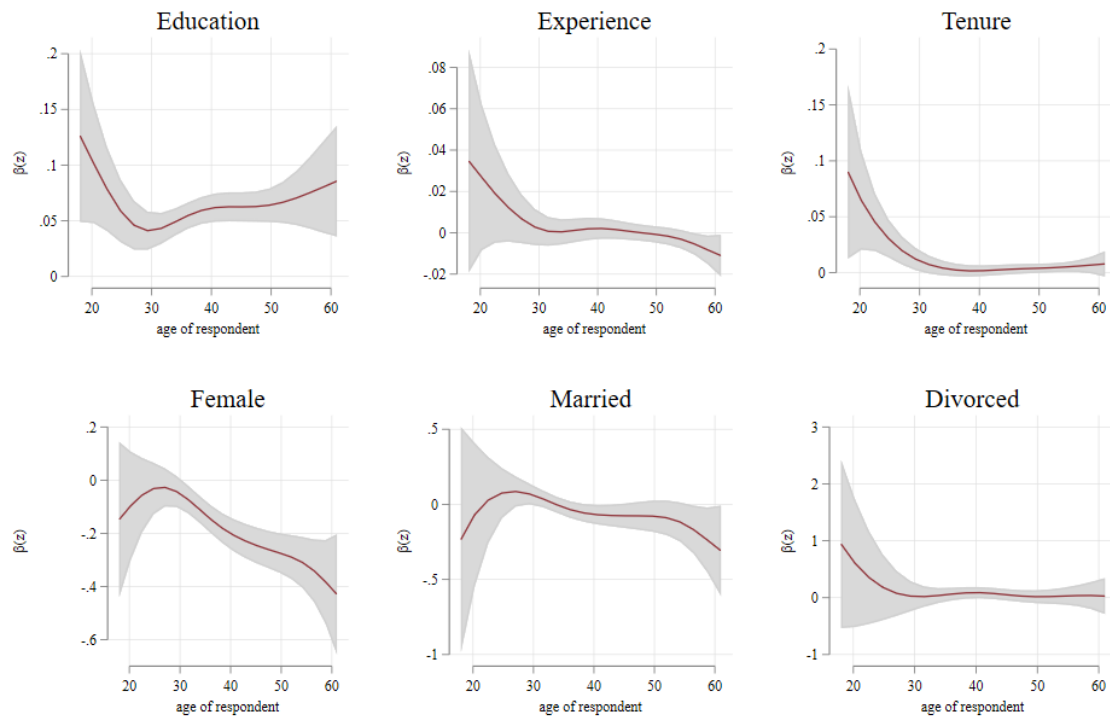 Education
Experience
Tenure
.2
.15
.1
.05
0
β(z)
20 30 40 50 60
age of respondent
.08
.06
.04
.02
0
-.02
β(z)
20 30 40 50 60
age of respondent
.2
.15
.1
.05
0
β(z)
20 30 40 50 60
age of respondent
Female
Married
Divorced
.2
0
-.2
-.4
-.6
β(z)
20 30 40 50 60
age of respondent
.5
0
-.5
-1
β(z)
20 30 40 50 60
age of respondent
3
2
1
0
-1
β(z)
20 30 40 50 60
age of respondent